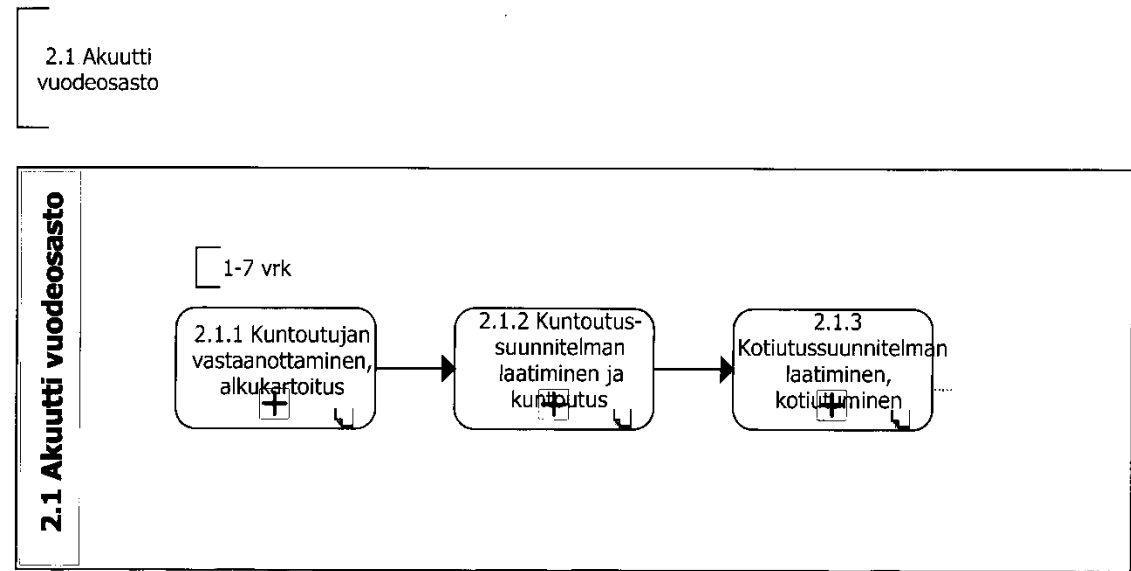 2.1 Akuutti
vuodeosasto
2.1 Akuutti vuodeosasto
1-7 vrk
2.1.1 Kuntoutujan
vastaanottaminen,
alkukartoitus
2.1.2 Kuntoutus-
suunnitelman
laatiminen ja
kuntoutus
2.1.3
Kotiutussuunnitelman
laatiminen,
kotiutuminen